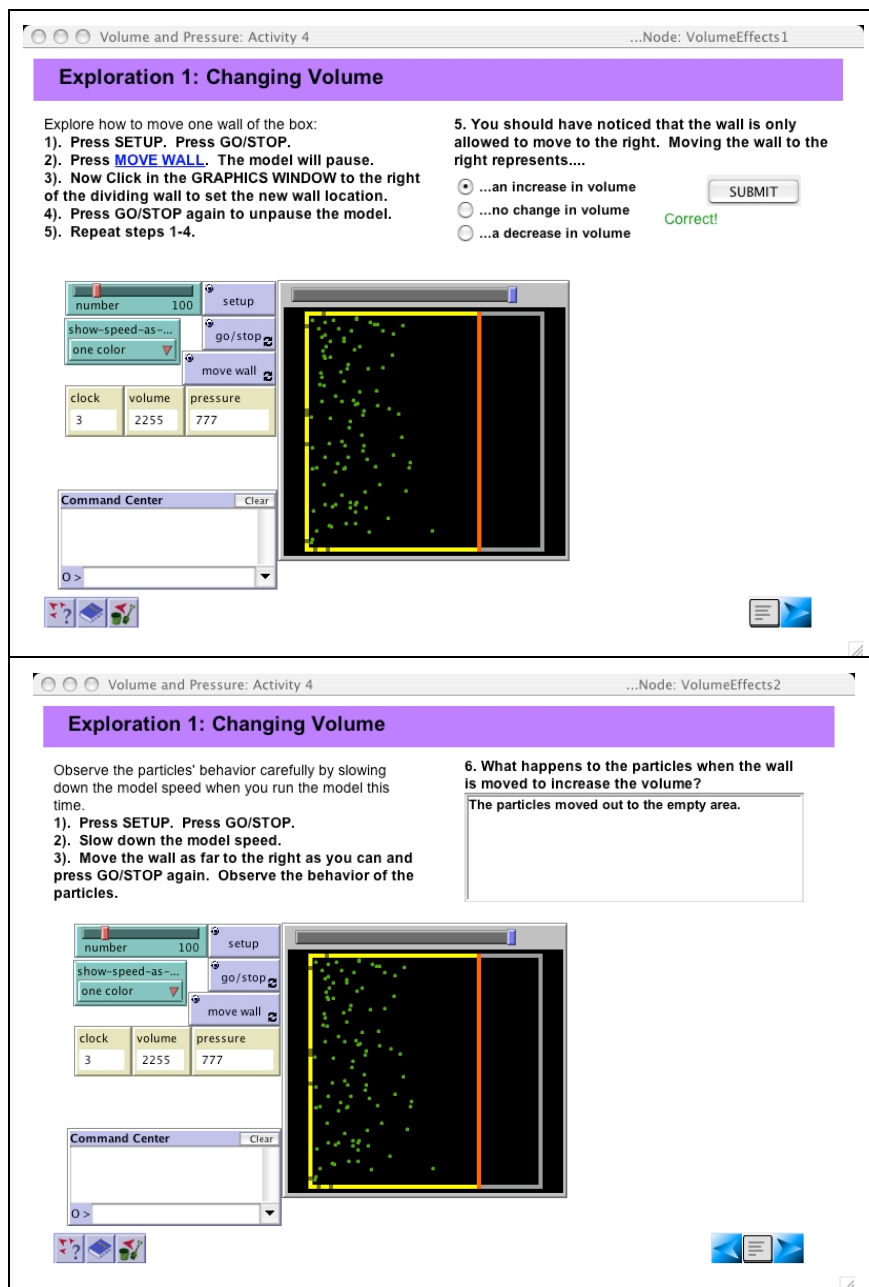 Volume and Pressure: Activity 4
...Node: VolumeEffects1
Exploration 1: Changing Volume
Explore how to move one wall of the box:
1). Press SETUP. Press GO/STOP.
2). Press MOVE WALL. The model will pause.
3). Now Click in the GRAPHICS WINDOW to the right
of the dividing wall to set the new wall location.
4). Press GO/STOP again to unpause the model.
5). Repeat steps 1-4.
5. You should have noticed that the wall is only
allowed to move to the right. Moving the wall to the
right represents....
...an increase in volume
...no change in volume
...a decrease in volume
SUBMIT
Correct!
number 100
setup
show-speed-as-...
one color
go/stop
move wall
clock
3
volume
2255
pressure
777
Command Center
Clear
O>
?
Volume and Pressure: Activity 4
...Node: VolumeEffects2
Exploration 1: Changing Volume
Observe the particles' behavior carefully by slowing
down the model speed when you run the model this
time.
1). Press SETUP. Press GO/STOP.
2). Slow down the model speed.
3). Move the wall as far to the right as you can and
press GO/STOP again. Observe the behavior of the
particles.
6. What happens to the particles when the wall
is moved to increase the volume?
The particles moved out to the empty area.
number 100
setup
show-speed-as-...
one color
go/stop
move wall
clock
3
volume
2255
pressure
777
Command Center
Clear
O>
?